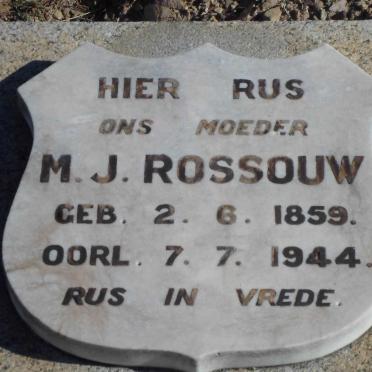 HIER RUS
ONS MOEDER
M. J. ROSSOUW
GEB. 2. 6. 1859.
OORL. 7. 7. 1944.
RUS IN VREDE.